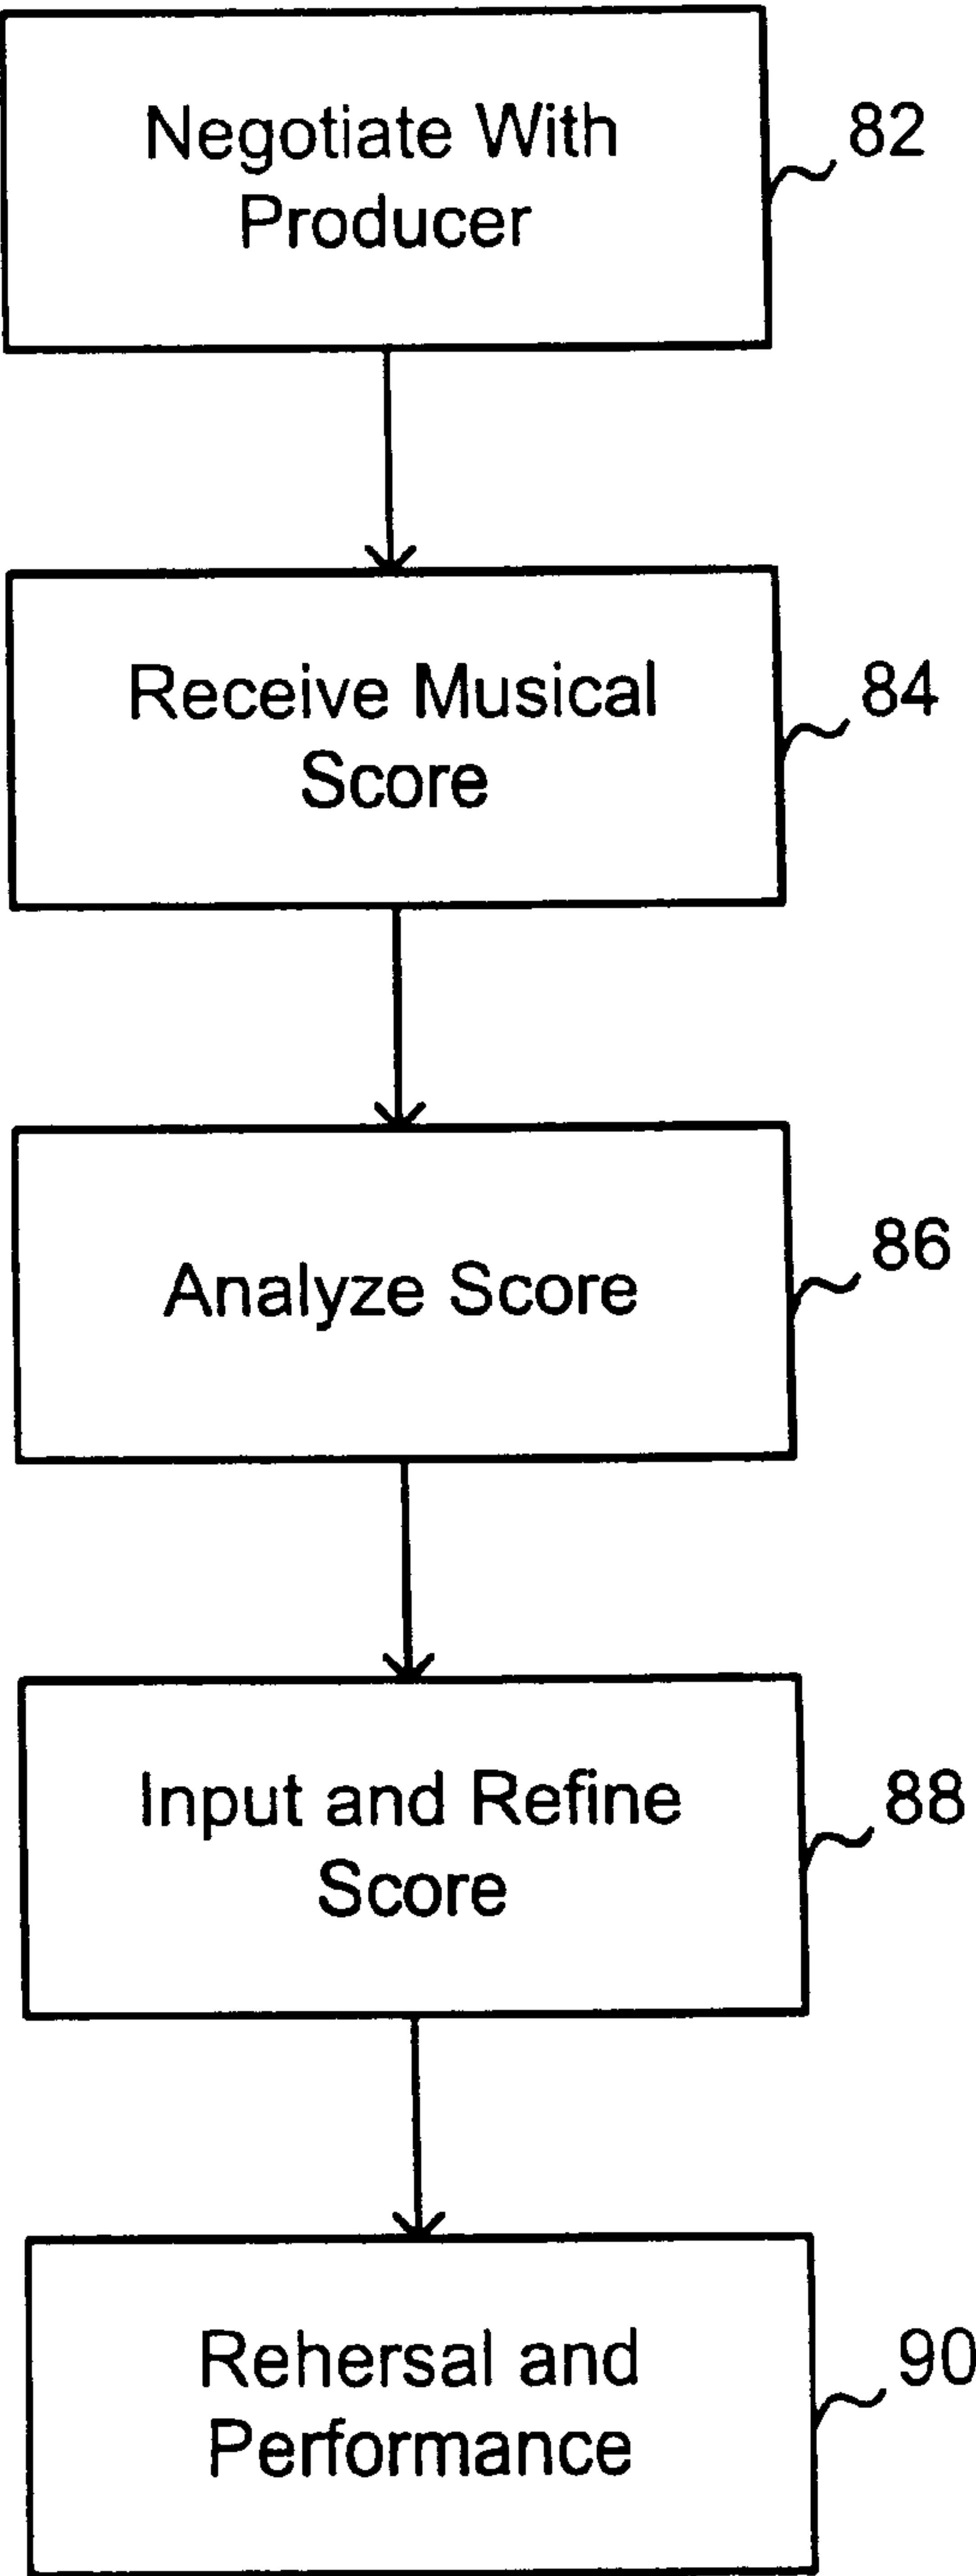 Negotiate With
Producer
82
Receive Musical
Score
84
Analyze Score
86
Input and Refine
Score
88
Rehersal and
Performance
90